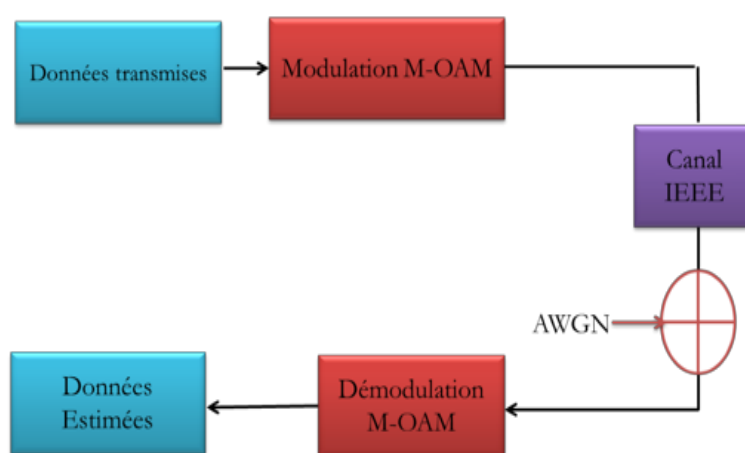 Données transmises
Modulation M-OAM
Canal
IEEE
AWGN
Démodulation
M-OAM
Données
Estimées